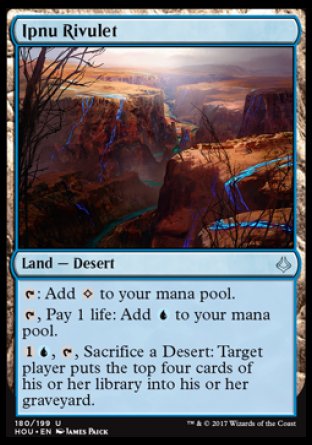 Ipnu Rivulet
Land — Desert
: Add to your mana pool.
, Pay 1 life: Add to your mana
pool.
1 , , Sacrifice a Desert: Target
player puts the top four cards of
his or her library into his or her
graveyard.
180/199 U
HOU • EN James Paick
™ & © 2017 Wizards of the Coast